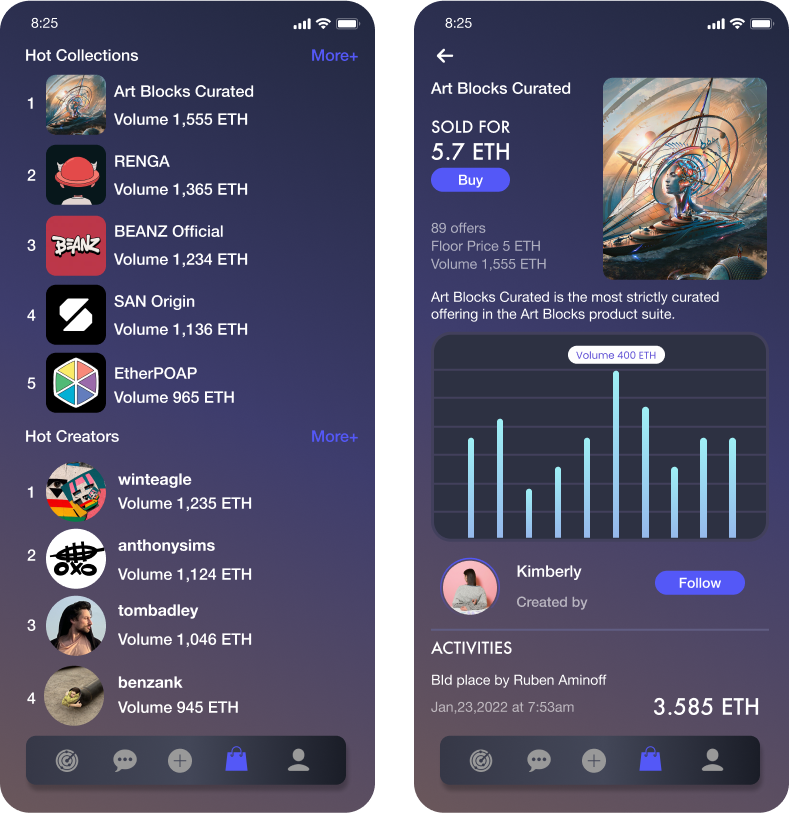 8:25
Hot Collections
More+
1
Art Blocks Curated
Volume 1,555 ETH
2
RENGA
Volume 1,365 ETH
3
BEANZ
BEANZ Official
Volume 1,234 ETH
4
SAN Origin
Volume 1,136 ETH
5
EtherPOAP
Volume 965 ETH
Hot Creators
More+
1
winteagle
Volume 1,235 ETH
2
anthonysims
Volume 1,124 ETH
3
tombadley
Volume 1,046 ETH
4
benzank
Volume 945 ETH
8:25
Art Blocks Curated
SOLD FOR
5.7 ETH
Buy
89 offers
Floor Price 5 ETH
Volume 1,555 ETH
Art Blocks Curated is the most strictly curated
offering in the Art Blocks product suite.
Volume 400 ETH
Kimberly
Created by
Follow
ACTIVITIES
Bld place by Ruben Aminoff
Jan,23,2022 at 7:53am
3.585 ETH